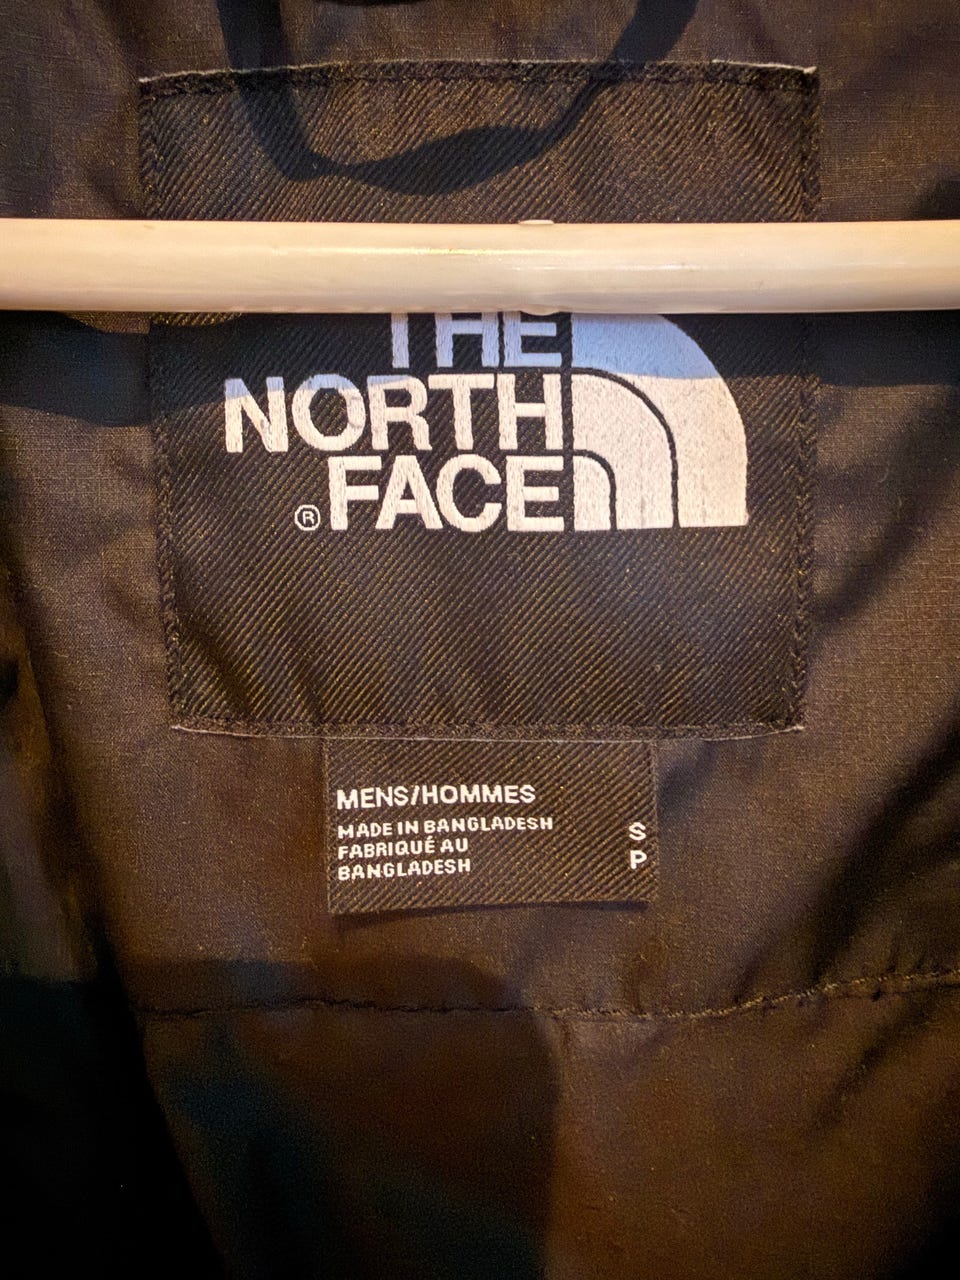 THE
NORTH
® FACE
MENS/HOMMES
MADE IN BANGLADESH
FABRIQUÉ AU
BANGLADESH
S
P